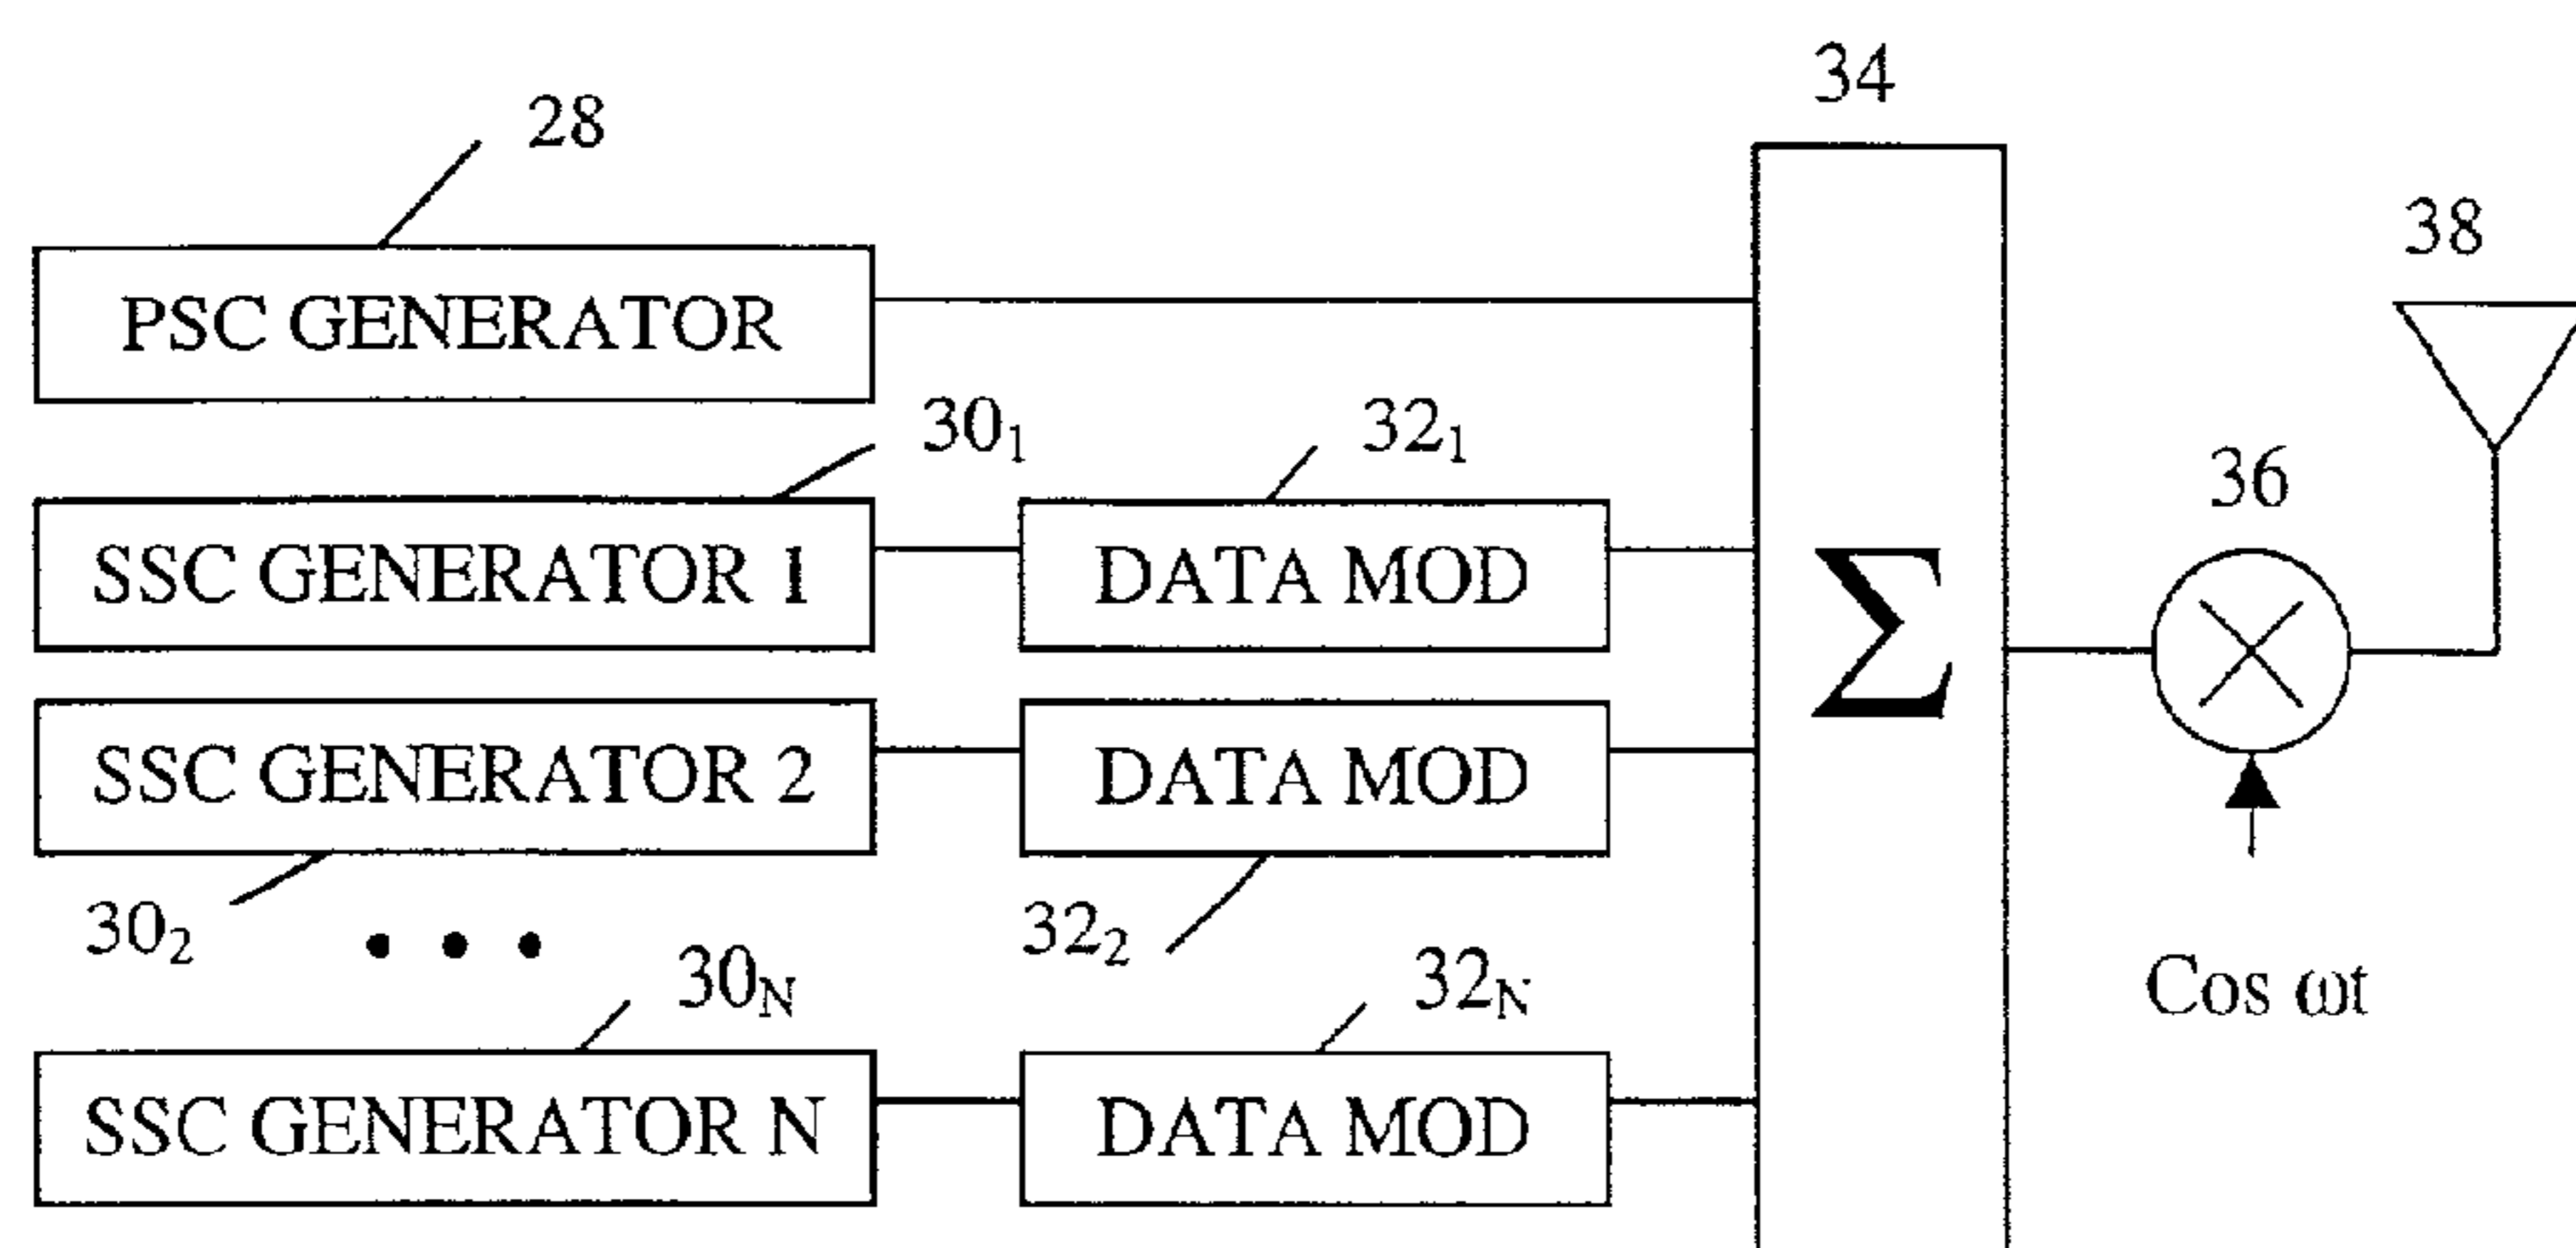 34
28
38
PSC GENERATOR
30₁
32₁
36
SSC GENERATOR 1
DATA MOD
Σ
SSC GENERATOR 2
DATA MOD
30₂
32₂
30N
32N
Cos ωt
SSC GENERATOR N
DATA MOD